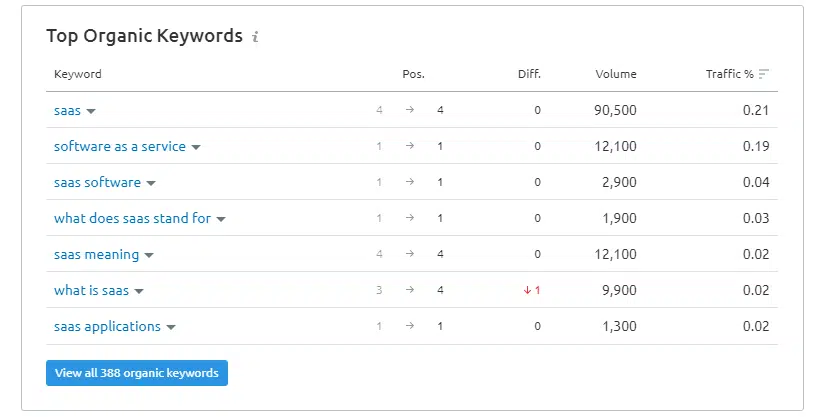 Top Organic Keywords i
Keyword Pos. Diff. Volume Traffic %
saas 4 → 4 0 90,500 0.21
software as a service 1 → 1 0 12,100 0.19
saas software 1 → 1 0 2,900 0.04
what does saas stand for 1 → 1 0 1,900 0.03
saas meaning 4 → 4 0 12,100 0.02
what is saas 3 → 4 ↓ 1 9,900 0.02
saas applications 1 → 1 0 1,300 0.02
View all 388 organic keywords